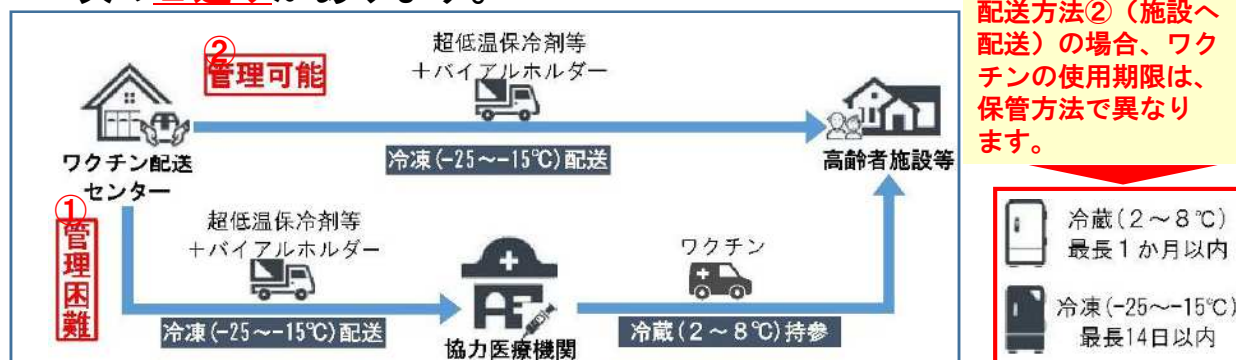 配送方法②（施設へ
配送）の場合、ワク
チンの使用期限は、
保管方法で異なり
ます。
②
管理可能
超低温保冷剤等
＋バイアルホルダー
冷凍(-25～-15℃)配送
ワクチン配送
センター
高齢者施設等
①
管理困難
超低温保冷剤等
＋バイアルホルダー
冷凍(-25～-15℃)配送
協力医療機関
ワクチン
冷蔵(2～8℃)持参
冷蔵(2～8℃)
最長1か月以内
冷凍(-25～-15℃)
最長14日以内